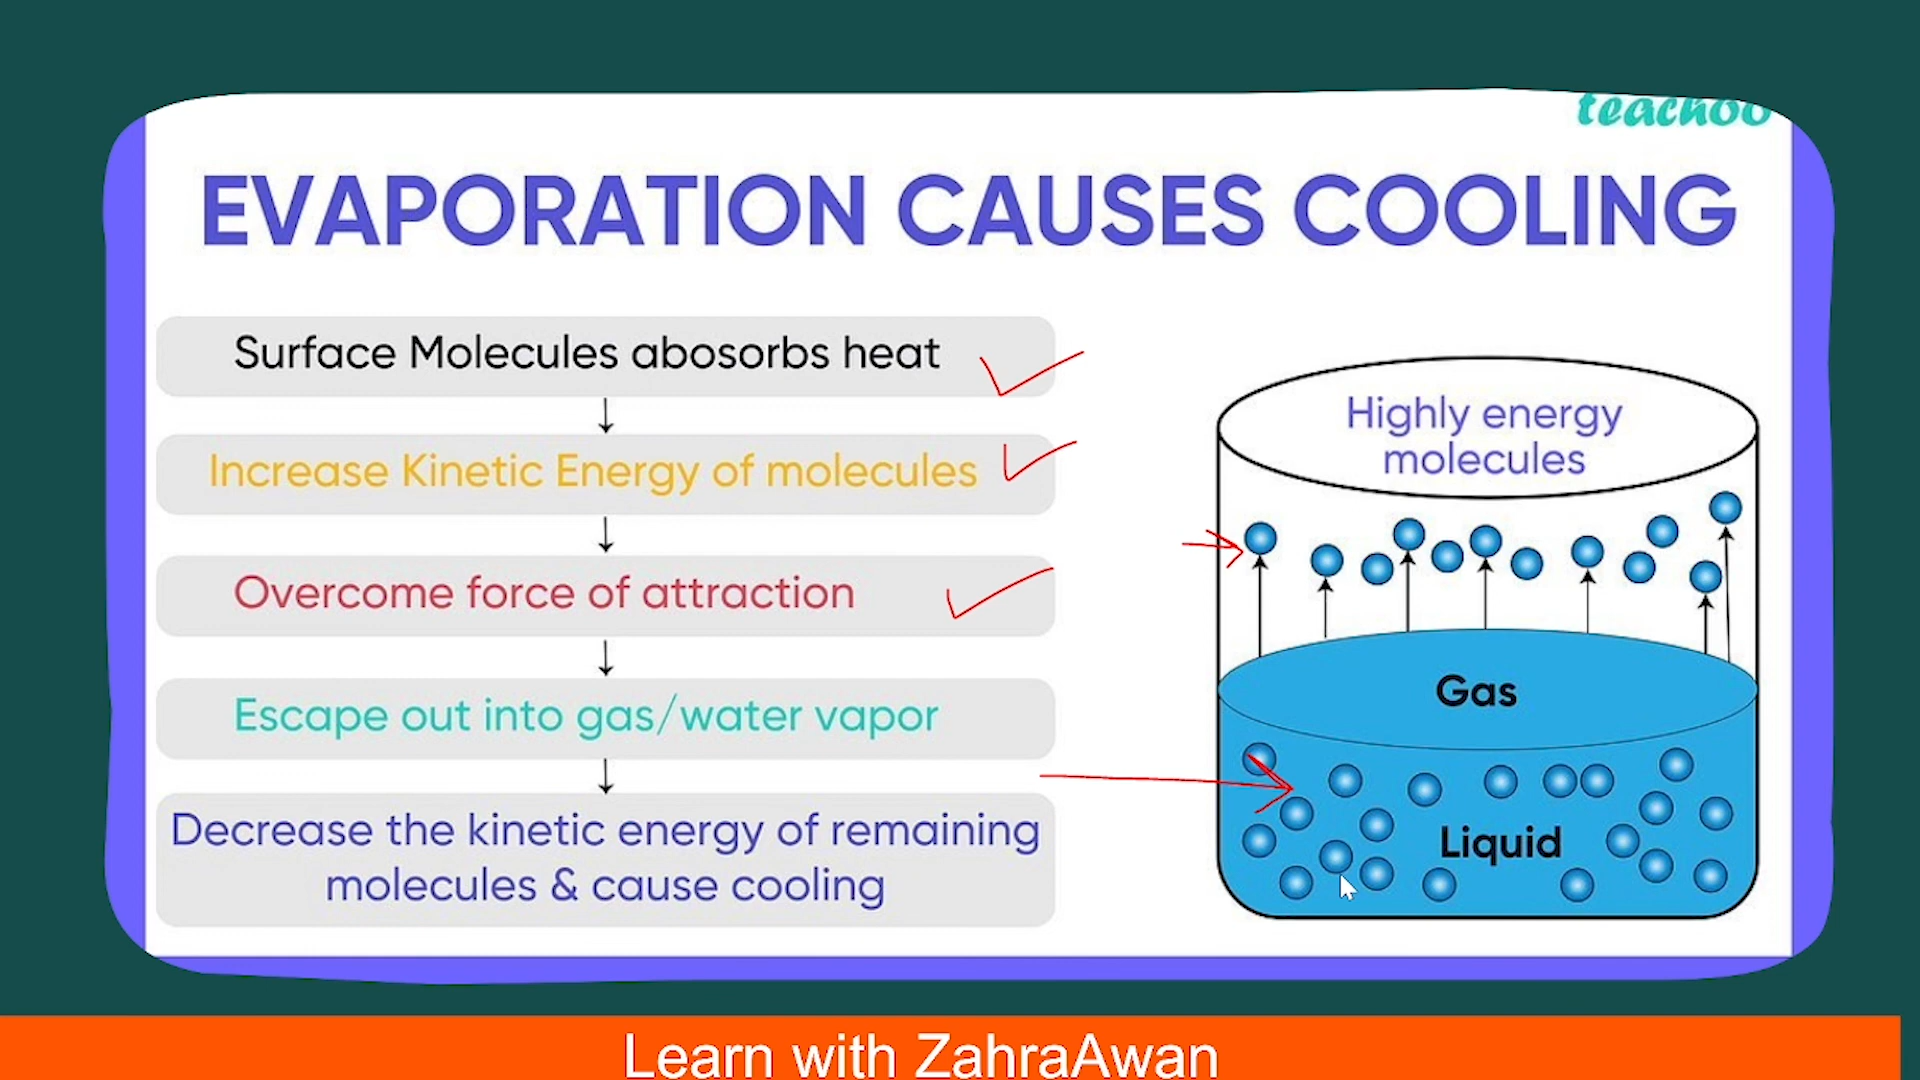 teachoo
EVAPORATION CAUSES COOLING
Surface Molecules abosorbs heat
Increase Kinetic Energy of molecules
Overcome force of attraction
Escape out into gas/water vapor
Decrease the kinetic energy of remaining
molecules & cause cooling
Highly energy
molecules
Gas
Liquid
Learn with ZahraAwan